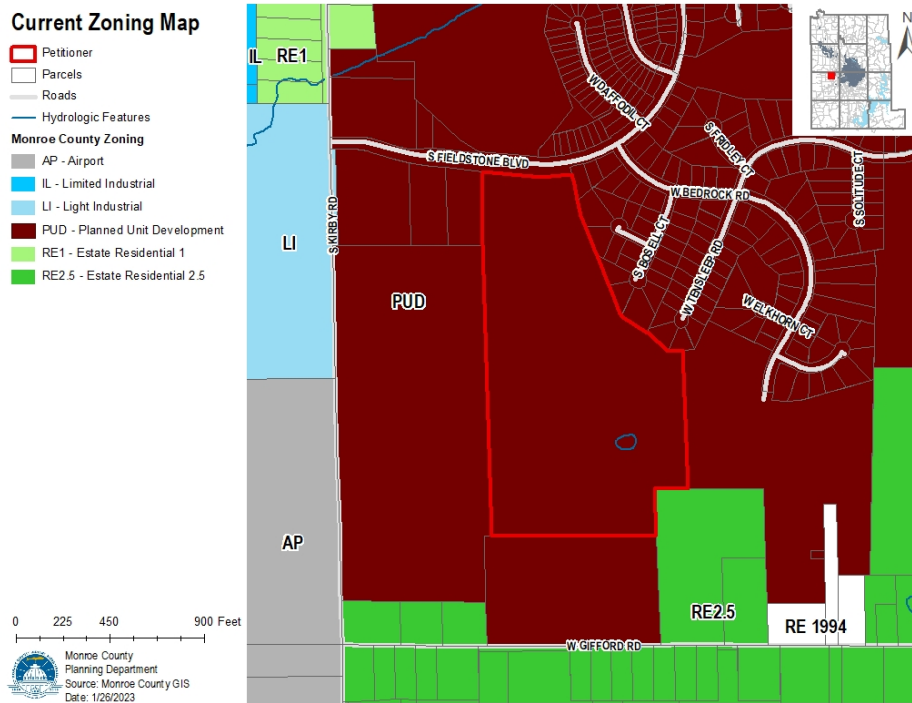 Current Zoning Map
Petitioner
Parcels
Roads
Hydrologic Features
Monroe County Zoning
AP - Airport
IL - Limited Industrial
LI - Light Industrial
PUD - Planned Unit Development
RE1 - Estate Residential 1
RE2.5 - Estate Residential 2.5
0 225 450 900 Feet
Monroe County
Planning Department
Source: Monroe County GIS
Date: 1/26/2023
IL RE1
N
W DAFFODIL CT
S FRIDLEY CT
S FIELDSTONE BLVD
W BEDROCK RD
S SOLITUDE CT
S KIRBY RD
LI
S BOSELL CT
W TENSLEEP RD
PUD
W ELKHORN CT
AP
RE2.5
RE 1994
W GIFFORD RD